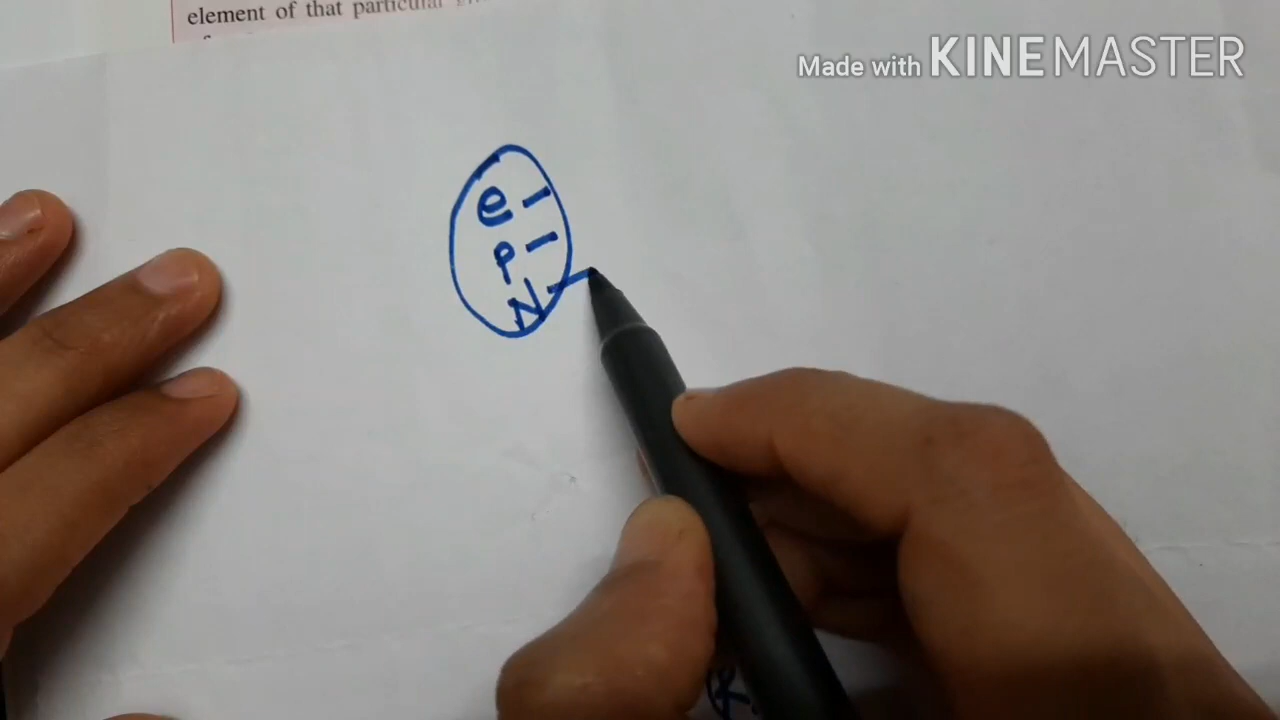 element of that particular
Made with KINEMASTER
e -
P -
N -